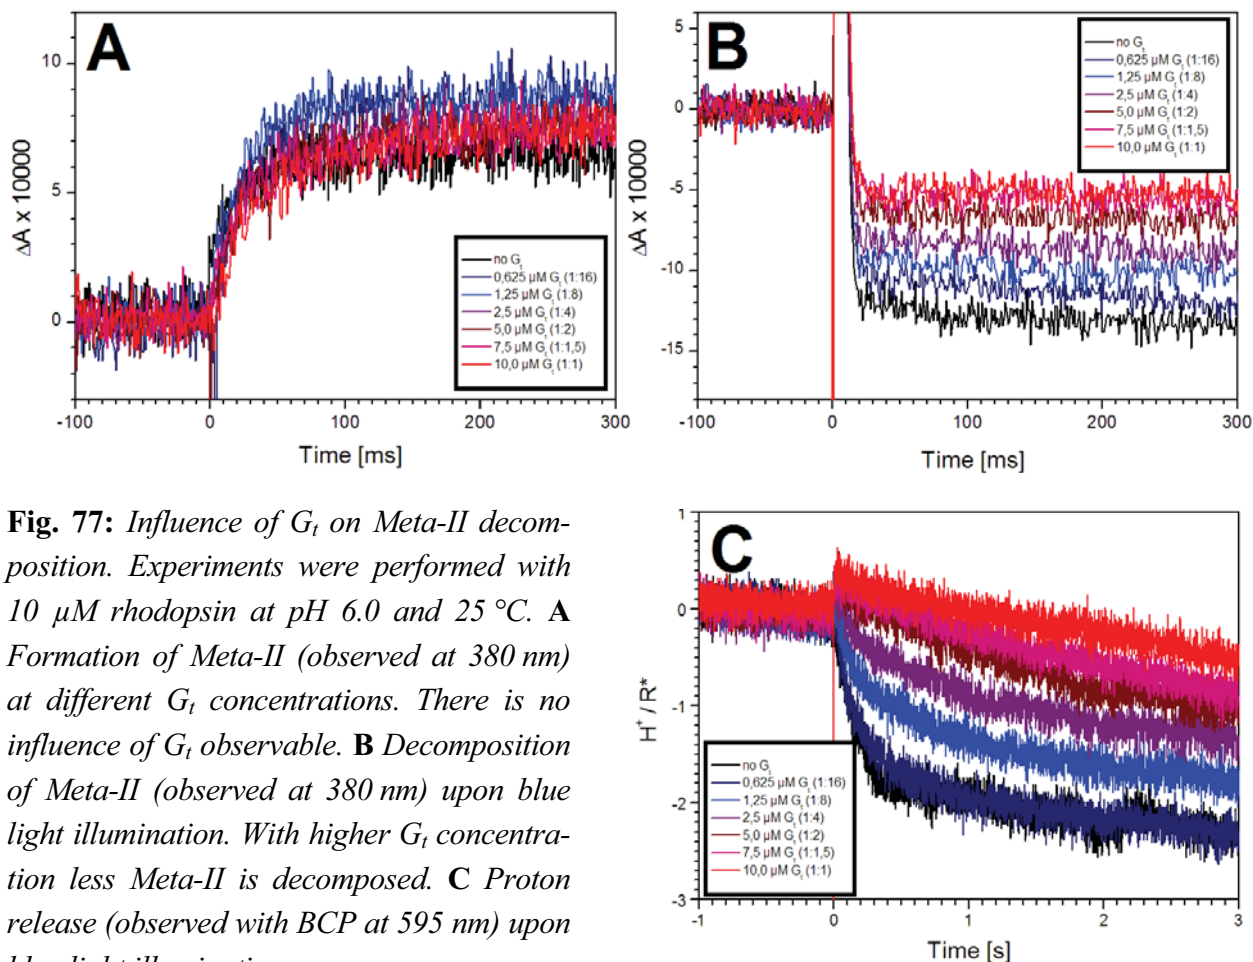 A
ΔA x 10000
10
5
0
-100
0
100
200
300
Time [ms]
no Gt
0,625 µM Gt (1:16)
1,25 µM Gt (1:8)
2,5 µM Gt (1:4)
5,0 µM Gt (1:2)
7,5 µM Gt (1:1,5)
10,0 µM Gt (1:1)
B
ΔA x 10000
5
0
-5
-10
-15
-100
0
100
200
300
Time [ms]
no Gt
0,625 µM Gt (1:16)
1,25 µM Gt (1:8)
2,5 µM Gt (1:4)
5,0 µM Gt (1:2)
7,5 µM Gt (1:1,5)
10,0 µM Gt (1:1)
Fig. 77: Influence of Gt on Meta-II decom-
position. Experiments were performed with
10 µM rhodopsin at pH 6.0 and 25 °C. A
Formation of Meta-II (observed at 380 nm)
at different Gt concentrations. There is no
influence of Gt observable. B Decomposition
of Meta-II (observed at 380 nm) upon blue
light illumination. With higher Gt concentra-
tion less Meta-II is decomposed. C Proton
release (observed with BCP at 595 nm) upon
C
H+ / R*
1
0
-1
-2
-3
-1
0
1
2
3
Time [s]
no Gt
0,625 µM Gt (1:16)
1,25 µM Gt (1:8)
2,5 µM Gt (1:4)
5,0 µM Gt (1:2)
7,5 µM Gt (1:1,5)
10,0 µM Gt (1:1)